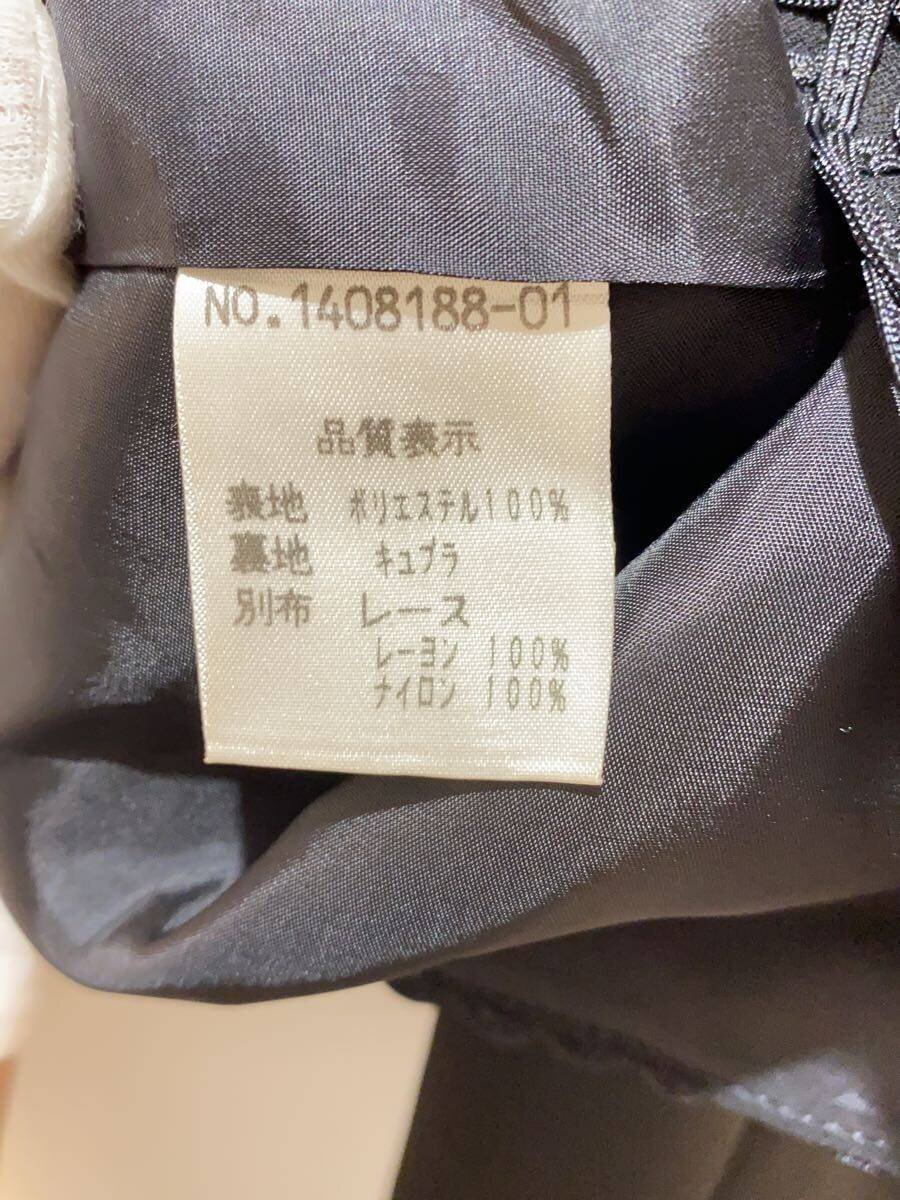 NO.1408188-01
品質表示
表地 ポリエステル100%
裏地 キュプラ
別布 レース
レーヨン 100%
ナイロン 100%